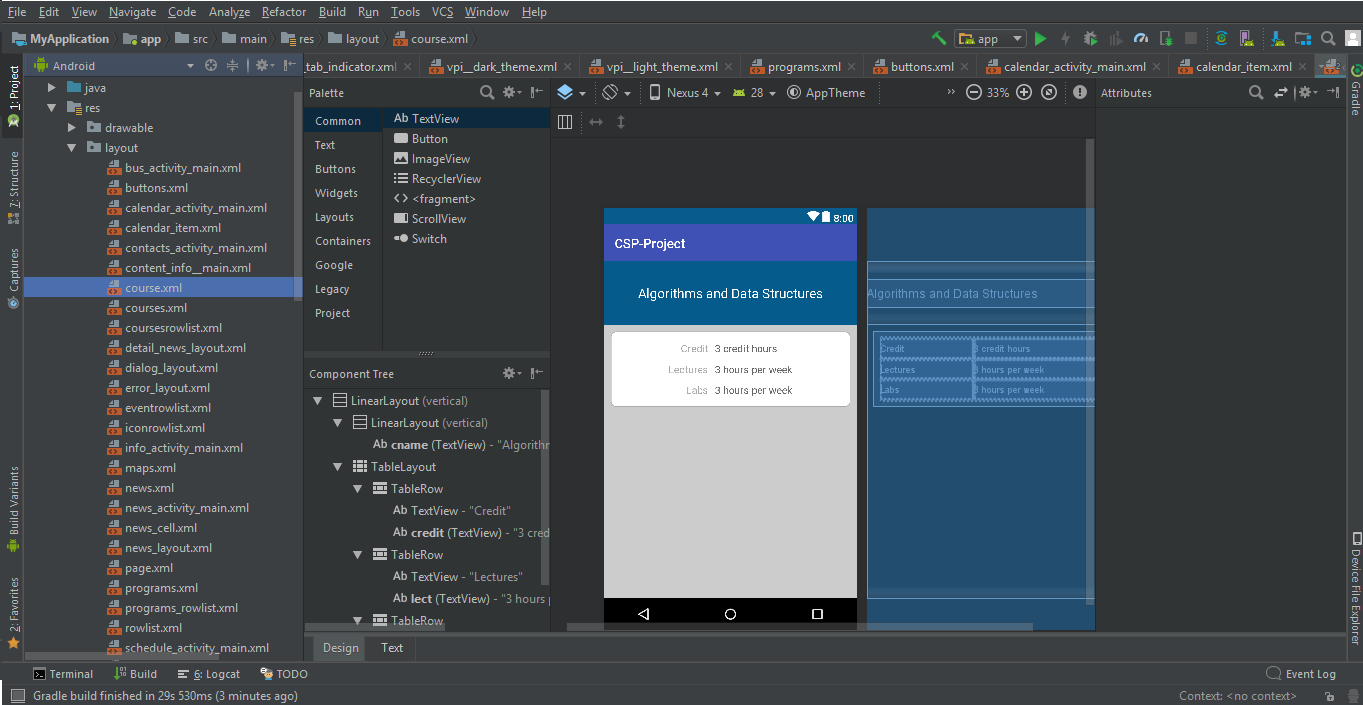 File Edit View Navigate Code Analyze Refactor Build Run Tools VCS Window Help
MyApplication app src main res layout course.xml app
1: Project
7: Structure
Captures
Build Variants
2: Favorites
Android
java
res
drawable
layout
bus_activity_main.xml
buttons.xml
calendar_activity_main.xml
calendar_item.xml
contacts_activity_main.xml
content_info__main.xml
course.xml
courses.xml
coursesrowlist.xml
detail_news_layout.xml
dialog_layout.xml
error_layout.xml
eventrowlist.xml
iconrowlist.xml
info_activity_main.xml
maps.xml
news.xml
news_activity_main.xml
news_cell.xml
news_layout.xml
page.xml
programs.xml
programs_rowlist.xml
rowlist.xml
schedule_activity_main.xml
tab_indicator.xml vpi__dark_theme.xml vpi__light_theme.xml programs.xml buttons.xml calendar_activity_main.xml calendar_item.xml
Palette
Common
Text
Buttons
Widgets
Layouts
Containers
Google
Legacy
Project
Ab TextView
Button
ImageView
RecyclerView
<fragment>
ScrollView
Switch
Component Tree
LinearLayout (vertical)
LinearLayout (vertical)
Ab cname (TextView) - "Algorithm
TableLayout
TableRow
Ab TextView - "Credit"
Ab credit (TextView) - "3 cred
TableRow
Ab TextView - "Lectures"
Ab lect (TextView) - "3 hours p
TableRow
Nexus 4 28 AppTheme 33%
8:00
CSP-Project
Algorithms and Data Structures
Credit 3 credit hours
Lectures 3 hours per week
Labs 3 hours per week
Algorithms and Data Structures
Credit 3 credit hours
Lectures 3 hours per week
Labs 3 hours per week
Attributes
Gradle
Device File Explorer
Design Text
Terminal Build 6: Logcat TODO Event Log
Gradle build finished in 29s 530ms (3 minutes ago) Context: <no context>